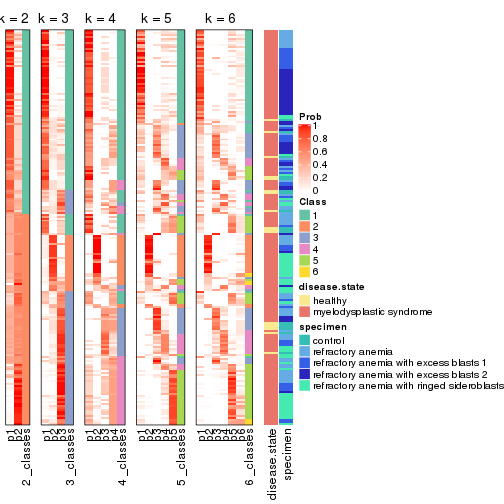 k = 2
k = 3
k = 4
k = 5
k = 6
Prob
1
0.8
0.6
0.4
0.2
0
Class
1
2
3
4
5
6
disease.state
healthy
myelodysplastic syndrome
specimen
control
refractory anemia
refractory anemia with excess blasts 1
refractory anemia with excess blasts 2
refractory anemia with ringed sideroblasts
p1
p2
2_classes
p1
p2
p3
3_classes
p1
p2
p3
p4
4_classes
p1
p2
p3
p4
p5
5_classes
p1
p2
p3
p4
p5
p6
6_classes
disease.state
specimen